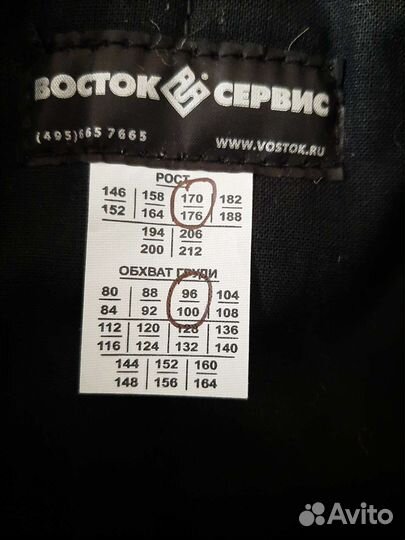 ВОСТОК СЕРВИС
(495)665 7665 WWW.VOSTOK.RU
РОСТ
146 158 170 182
152 164 176 188
194 206
200 212
ОБХВАТ ГРУДИ
80 88 96 104
84 92 100 108
112 120 128 136
116 124 132 140
144 152 160
148 156 164
Avito